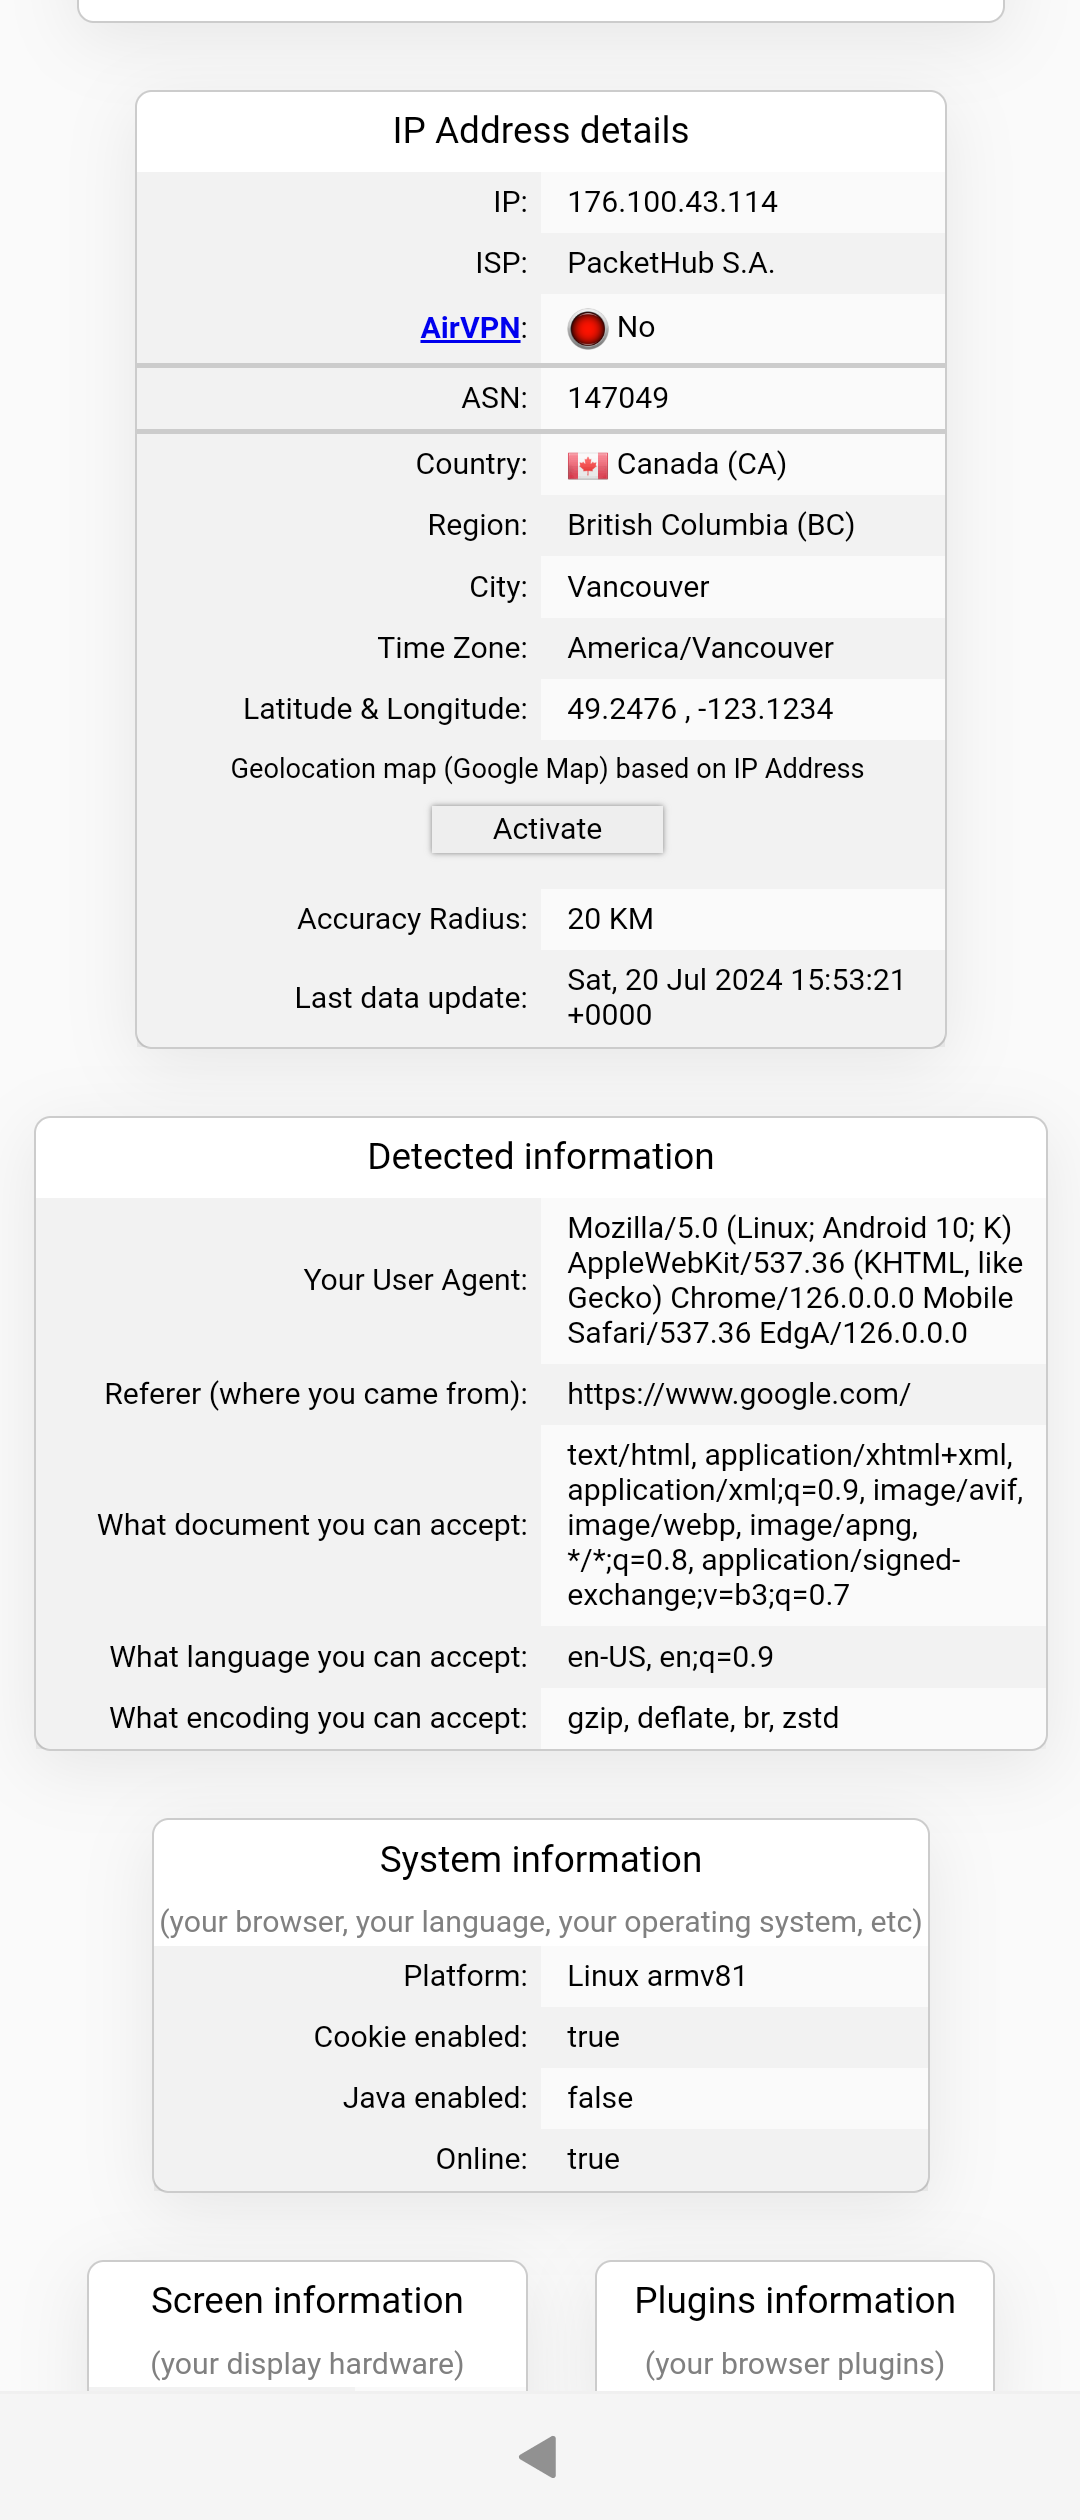 IP Address details
IP: 176.100.43.114
ISP: PacketHub S.A.
AirVPN: No
ASN: 147049
Country: Canada (CA)
Region: British Columbia (BC)
City: Vancouver
Time Zone: America/Vancouver
Latitude & Longitude: 49.2476 , -123.1234
Geolocation map (Google Map) based on IP Address
Activate
Accuracy Radius: 20 KM
Last data update: Sat, 20 Jul 2024 15:53:21
+0000
Detected information
Your User Agent: Mozilla/5.0 (Linux; Android 10; K)
AppleWebKit/537.36 (KHTML, like
Gecko) Chrome/126.0.0.0 Mobile
Safari/537.36 EdgA/126.0.0.0
Referer (where you came from): https://www.google.com/
What document you can accept: text/html, application/xhtml+xml,
application/xml;q=0.9, image/avif,
image/webp, image/apng,
*/*;q=0.8, application/signed-
exchange;v=b3;q=0.7
What language you can accept: en-US, en;q=0.9
What encoding you can accept: gzip, deflate, br, zstd
System information
(your browser, your language, your operating system, etc)
Platform: Linux armv81
Cookie enabled: true
Java enabled: false
Online: true
Screen information
(your display hardware)
Plugins information
(your browser plugins)